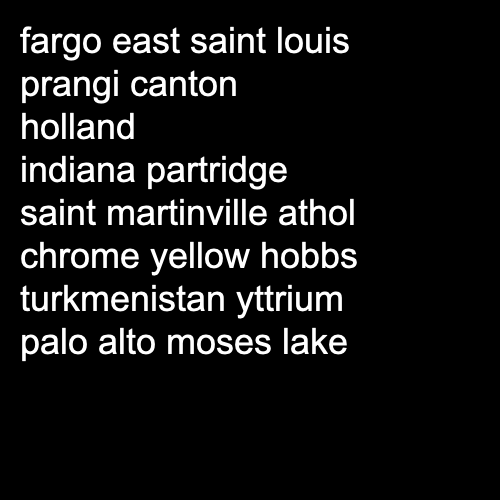 fargo east saint louis
prangi canton
holland
indiana partridge
saint martinville athol
chrome yellow hobbs
turkmenistan yttrium
palo alto moses lake